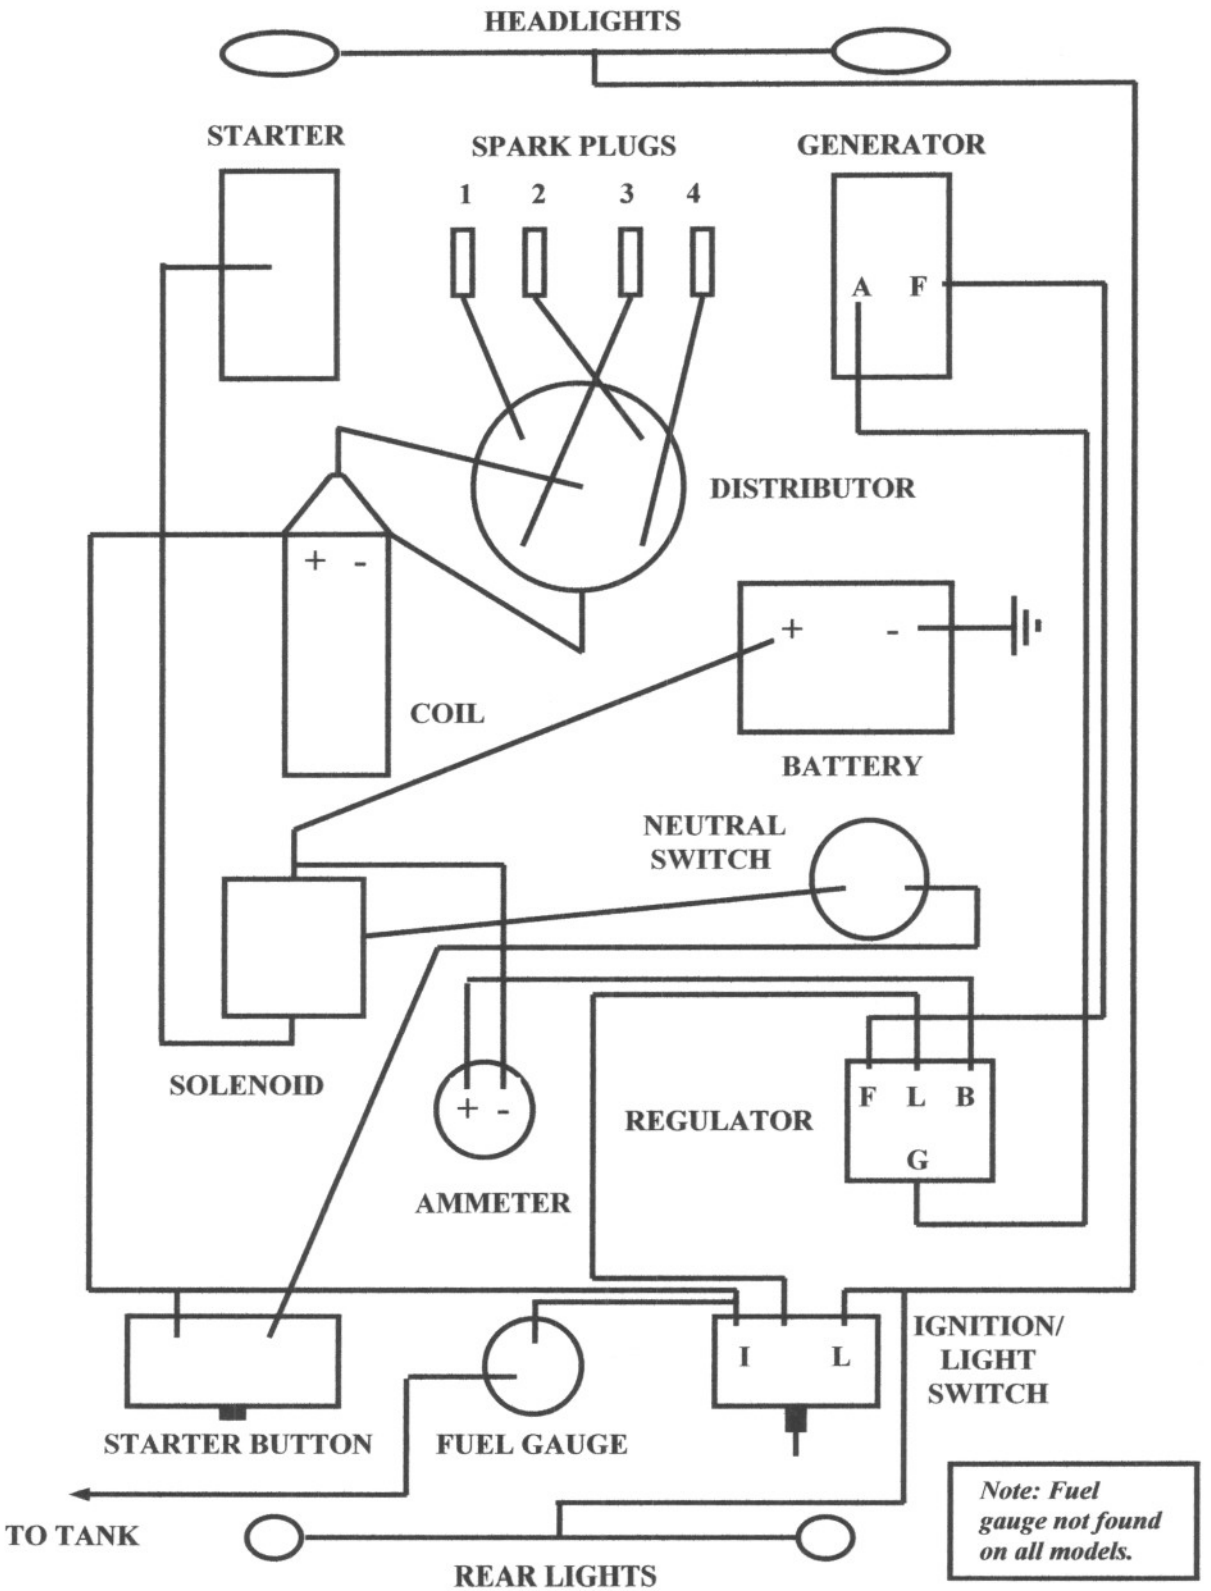 HEADLIGHTS
STARTER
SPARK PLUGS
GENERATOR
1 2 3 4
A F
DISTRIBUTOR
+ -
+ -
COIL
BATTERY
NEUTRAL
SWITCH
SOLENOID
+ -
F L B
REGULATOR
G
AMMETER
I L
IGNITION/
LIGHT
SWITCH
STARTER BUTTON
FUEL GAUGE
TO TANK
REAR LIGHTS
Note: Fuel
gauge not found
on all models.